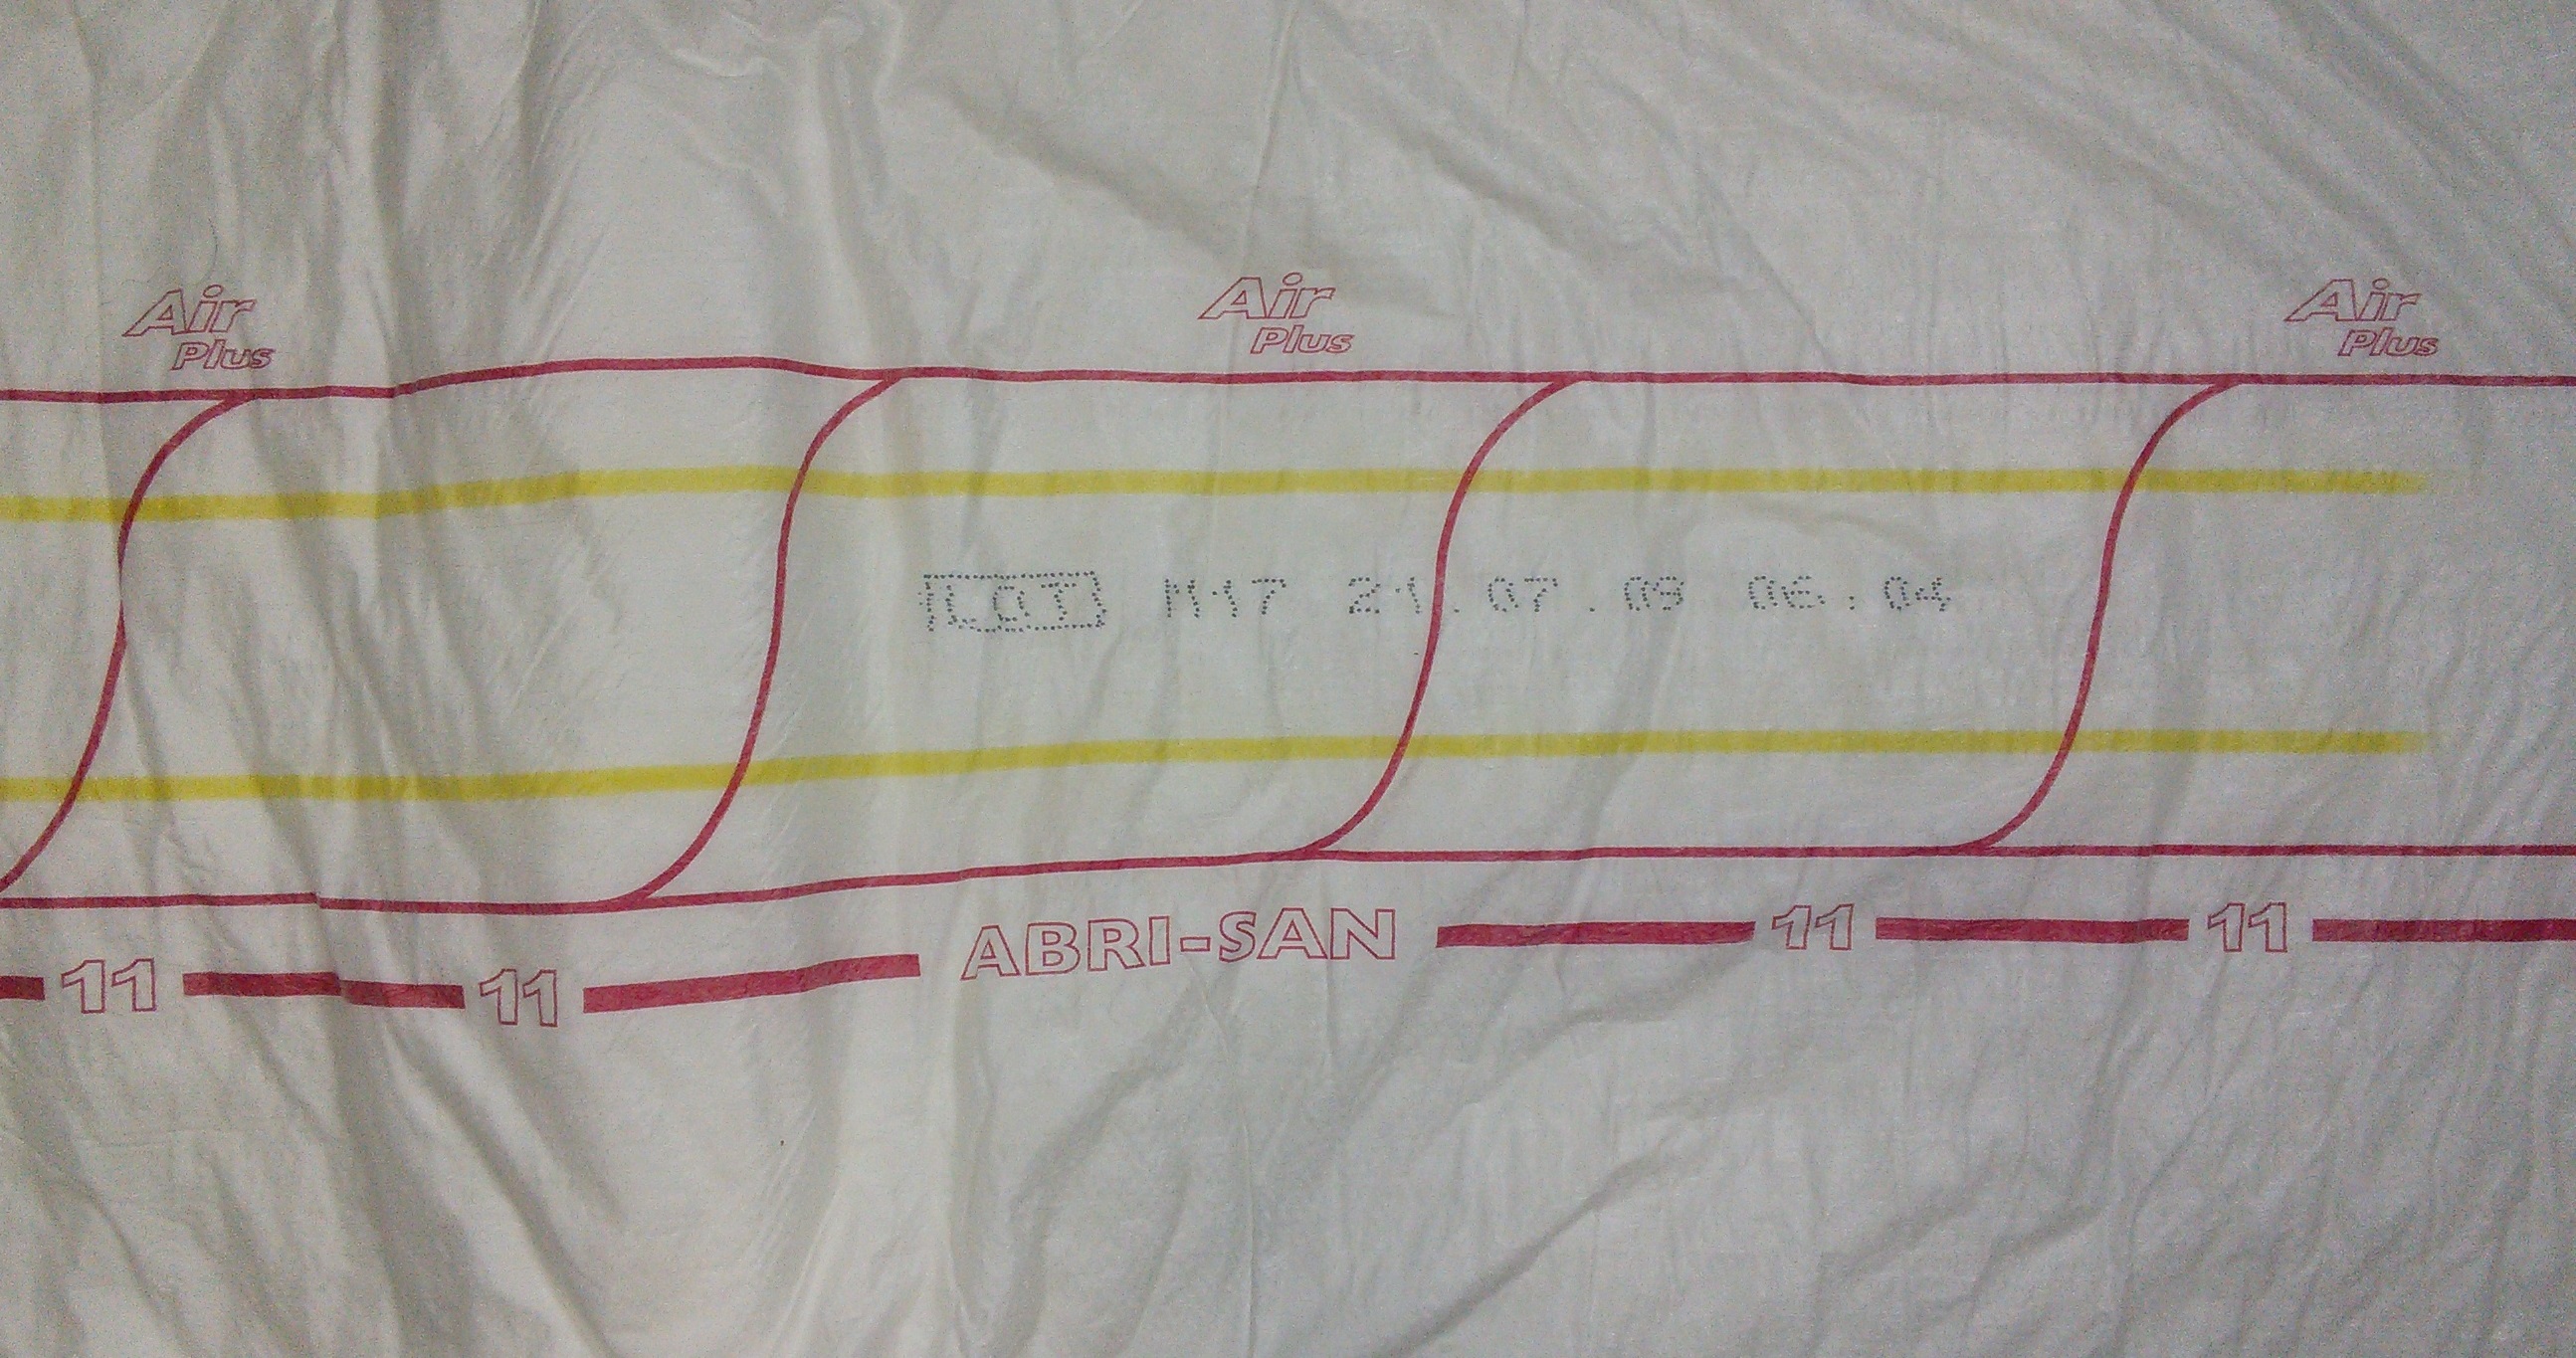 Air Plus
Air Plus
Air Plus
LOT M17 21.07.09 06:04
11 11 ABRI-SAN 11 11